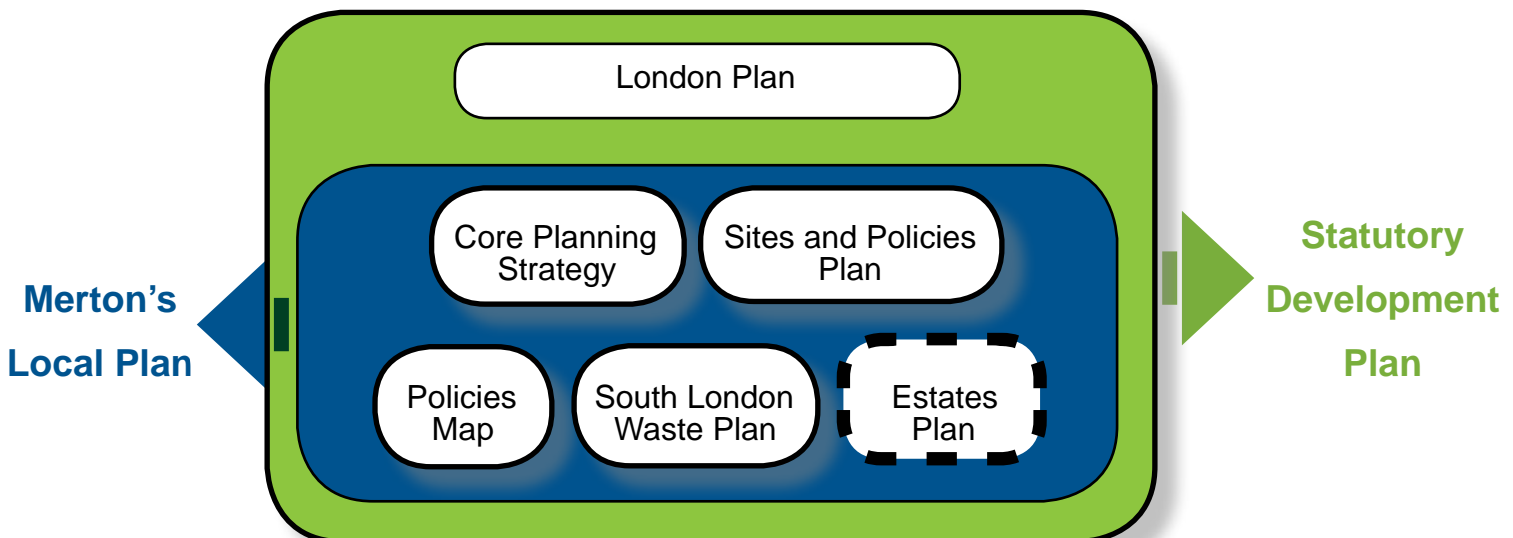 London Plan
Core Planning
Strategy
Sites and Policies
Plan
Policies
Map
South London
Waste Plan
Estates
Plan
Merton’s
Local Plan
Statutory
Development
Plan